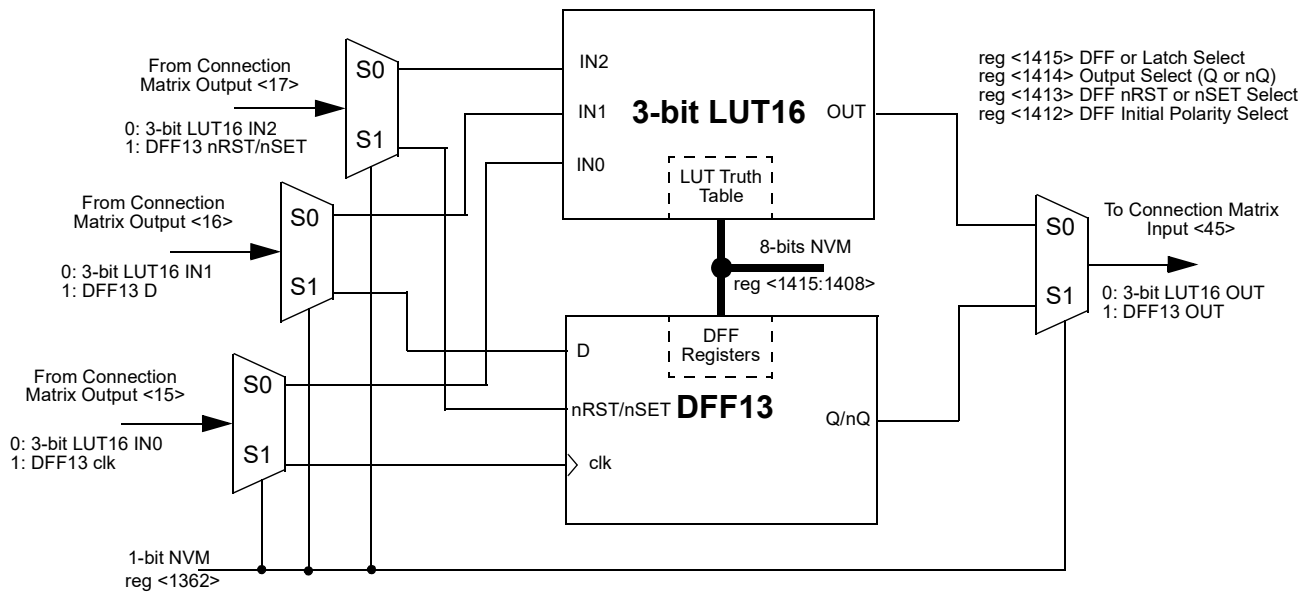 From Connection
Matrix Output <17>
0: 3-bit LUT16 IN2
1: DFF13 nRST/nSET
S0
S1
From Connection
Matrix Output <16>
0: 3-bit LUT16 IN1
1: DFF13 D
S0
S1
From Connection
Matrix Output <15>
0: 3-bit LUT16 IN0
1: DFF13 clk
S0
S1
1-bit NVM
reg <1362>
IN2
IN1
IN0
3-bit LUT16
OUT
LUT Truth
Table
8-bits NVM
reg <1415:1408>
DFF
Registers
D
nRST/nSET
DFF13
clk
Q/nQ
reg <1415> DFF or Latch Select
reg <1414> Output Select (Q or nQ)
reg <1413> DFF nRST or nSET Select
reg <1412> DFF Initial Polarity Select
S0
S1
To Connection Matrix
Input <45>
0: 3-bit LUT16 OUT
1: DFF13 OUT